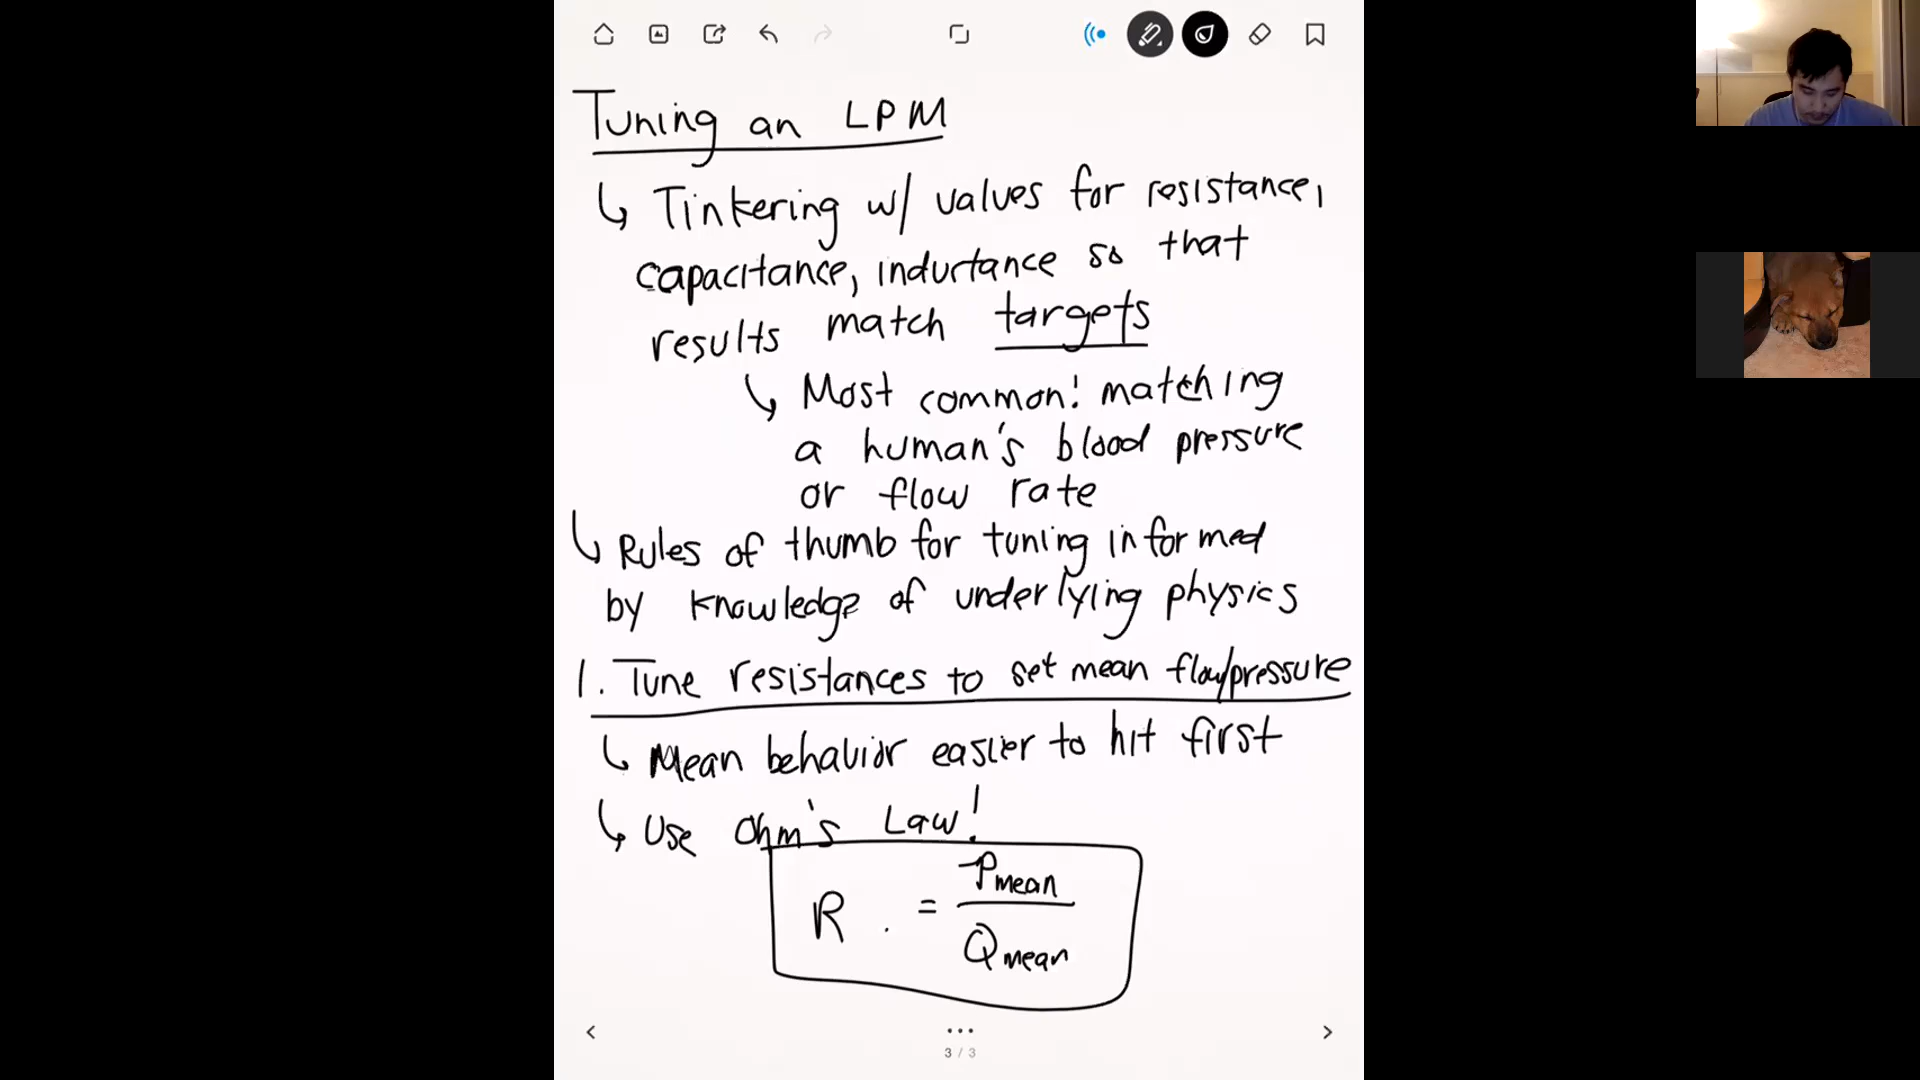 Tuning an LPM
↳ Tinkering w/ values for resistance,
capacitance, inductance so that
results match targets
↳ Most common: matching
a human's blood pressure
or flow rate
↳ Rules of thumb for tuning informed
by knowledge of underlying physics
1. Tune resistances to set mean flow/pressure
↳ Mean behavior easier to hit first
↳ Use Ohm's Law!
R = Pmean / Qmean
3 / 3